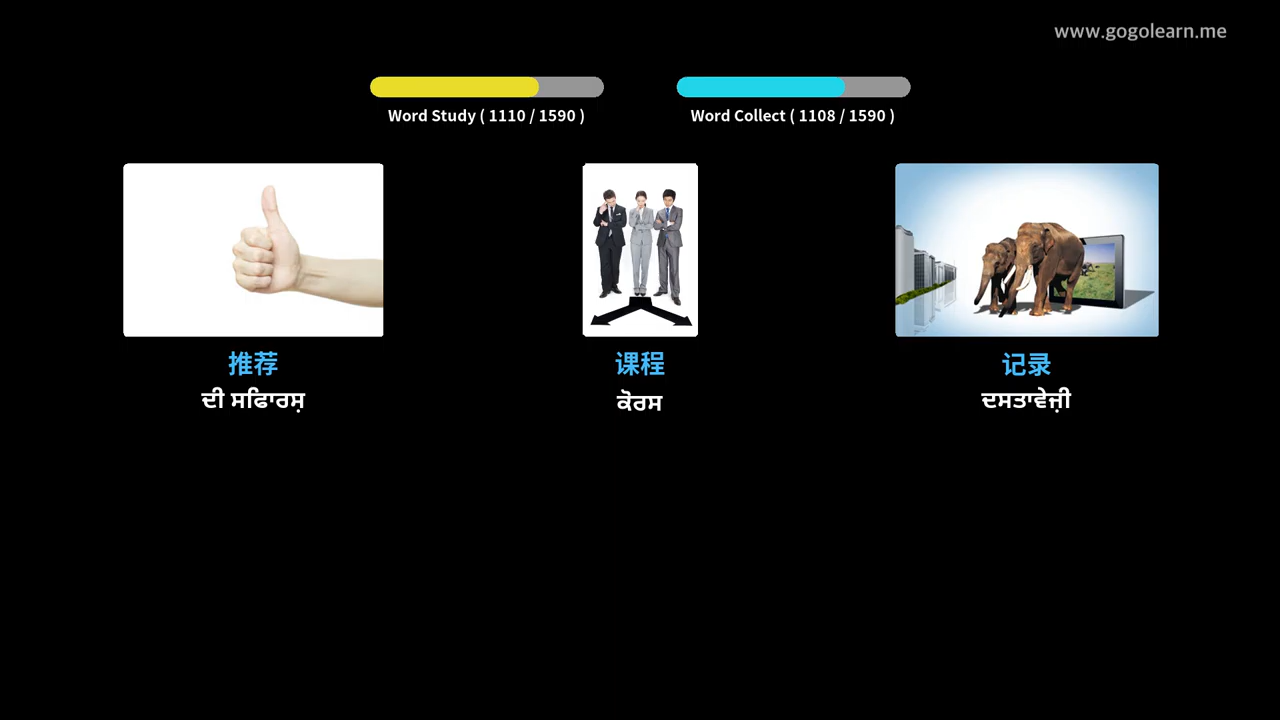 www.gogolearn.me
Word Study ( 1110 / 1590 )
Word Collect ( 1108 / 1590 )
推荐
课程
记录
ਦੀ ਸਫਿਾਰਸ਼
ਕੋਰਸ
ਦਸਤਾਵੇਜ਼ੀ